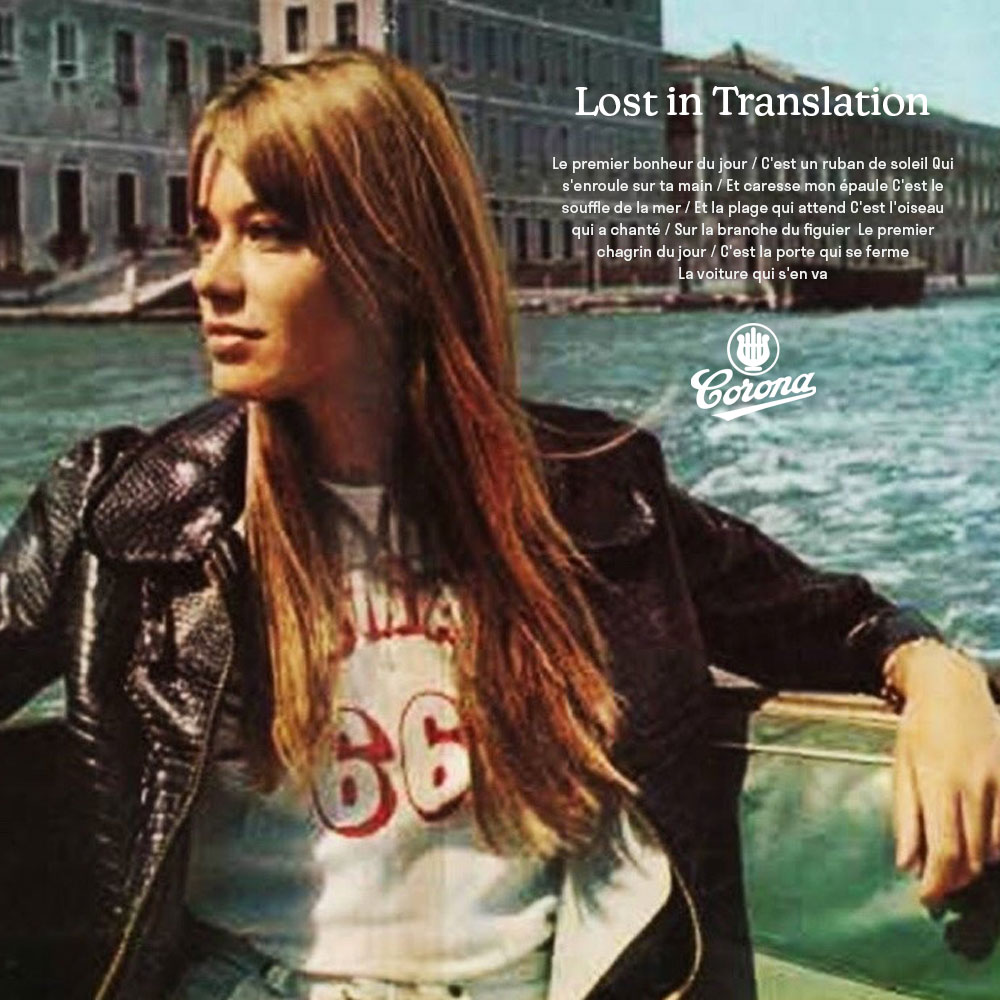 Lost in Translation
Le premier bonheur du jour / C'est un ruban de soleil Qui
s'enroule sur ta main / Et caresse mon épaule C'est le
souffle de la mer / Et la plage qui attend C'est l'oiseau
qui a chanté / Sur la branche du figuier Le premier
chagrin du jour / C'est la porte qui se ferme
La voiture qui s'en va
Corona
66